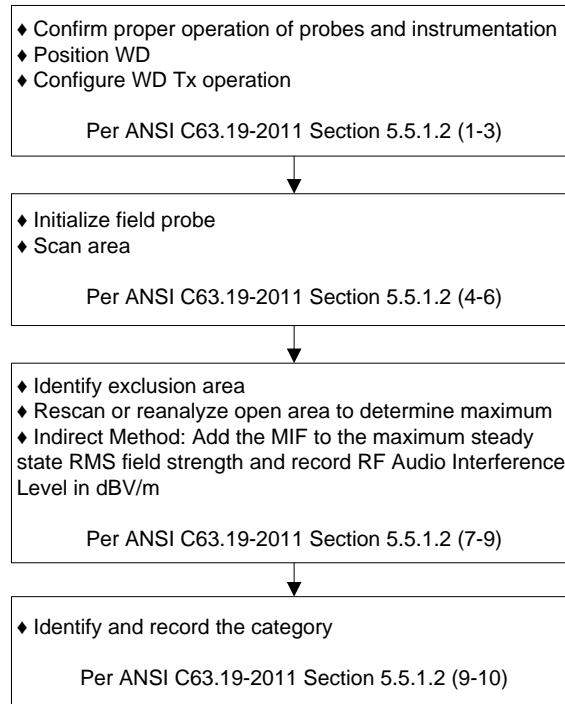 ♦ Confirm proper operation of probes and instrumentation
♦ Position WD
♦ Configure WD Tx operation
Per ANSI C63.19-2011 Section 5.5.1.2 (1-3)
♦ Initialize field probe
♦ Scan area
Per ANSI C63.19-2011 Section 5.5.1.2 (4-6)
♦ Identify exclusion area
♦ Rescan or reanalyze open area to determine maximum
♦ Indirect Method: Add the MIF to the maximum steady
state RMS field strength and record RF Audio Interference
Level in dBV/m
Per ANSI C63.19-2011 Section 5.5.1.2 (7-9)
♦ Identify and record the category
Per ANSI C63.19-2011 Section 5.5.1.2 (9-10)